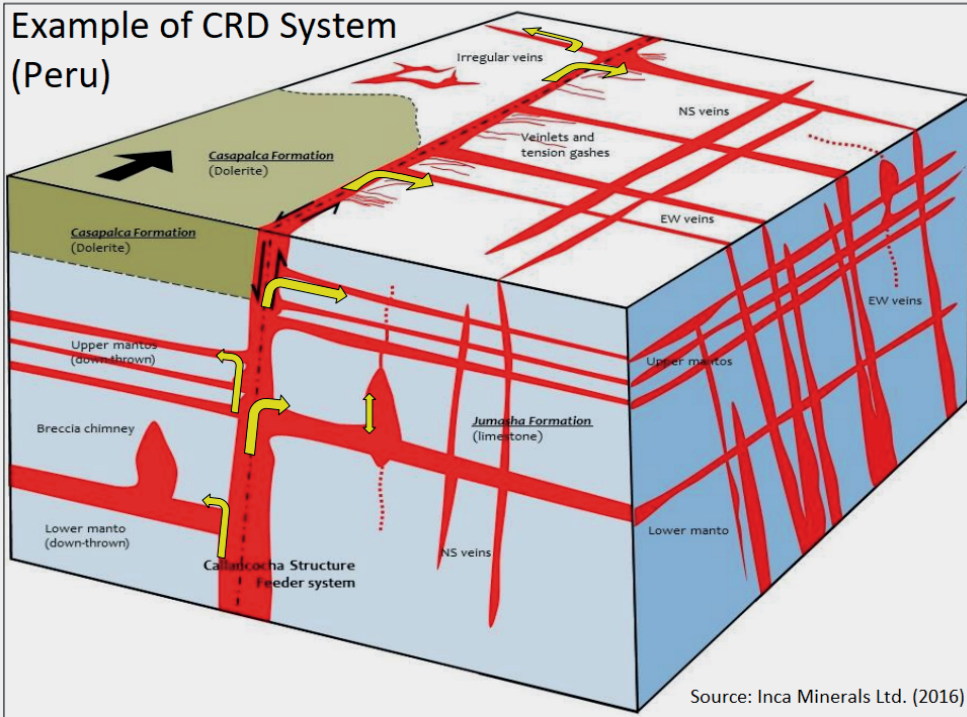 Example of CRD System
(Peru)
Irregular veins
NS veins
Casapalca Formation
(Dolerite)
Veinlets and
tension gashes
Casapalca Formation
(Dolerite)
EW veins
EW veins
Upper mantos
(down-thrown)
Upper mantos
Breccia chimney
Jumasha Formation
(limestone)
Lower manto
(down-thrown)
Lower manto
NS veins
Callancocha Structure
Feeder system
Source: Inca Minerals Ltd. (2016)